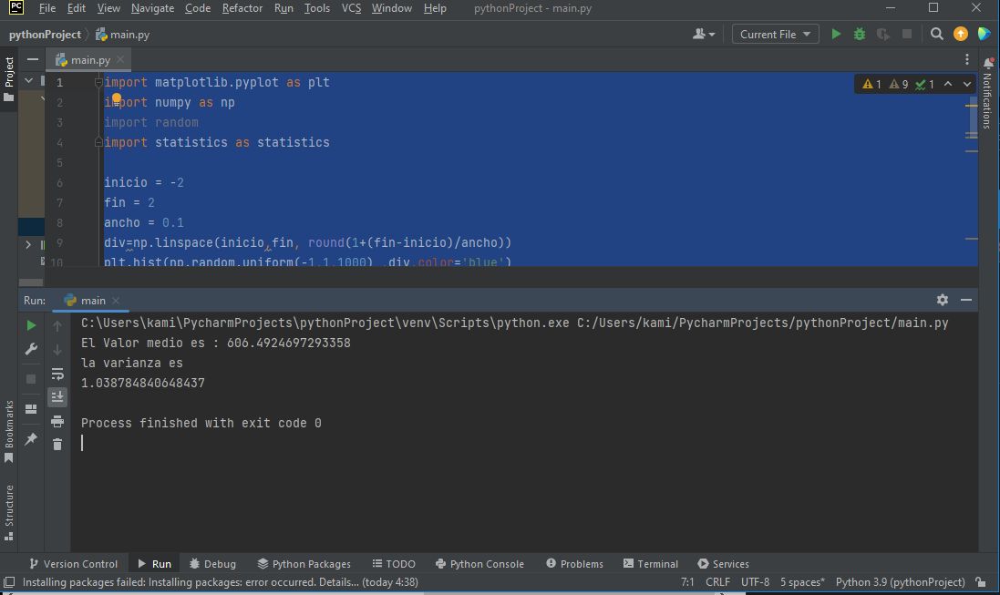 PC File Edit View Navigate Code Refactor Run Tools VCS Window Help pythonProject - main.py
pythonProject main.py Current File
Project main.py
1 import matplotlib.pyplot as plt 1 9 1
2 import numpy as np
3 import random
4 import statistics as statistics
5
6 inicio = -2
7 fin = 2
8 ancho = 0.1
9 div=np.linspace(inicio,fin, round(1+(fin-inicio)/ancho))
10 plt.hist(np.random.uniform(-1,1,1000) ,div,color='blue')
Notifications
Run: main
C:\Users\kami\PycharmProjects\pythonProject\venv\Scripts\python.exe C:/Users/kami/PycharmProjects/pythonProject/main.py
El Valor medio es : 606.4924697293358
la varianza es
1.038784840648437
Process finished with exit code 0
Bookmarks
Structure
Version Control Run Debug Python Packages TODO Python Console Problems Terminal Services
Installing packages failed: Installing packages: error occurred. Details... (today 4:38) 7:1 CRLF UTF-8 5 spaces* Python 3.9 (pythonProject)